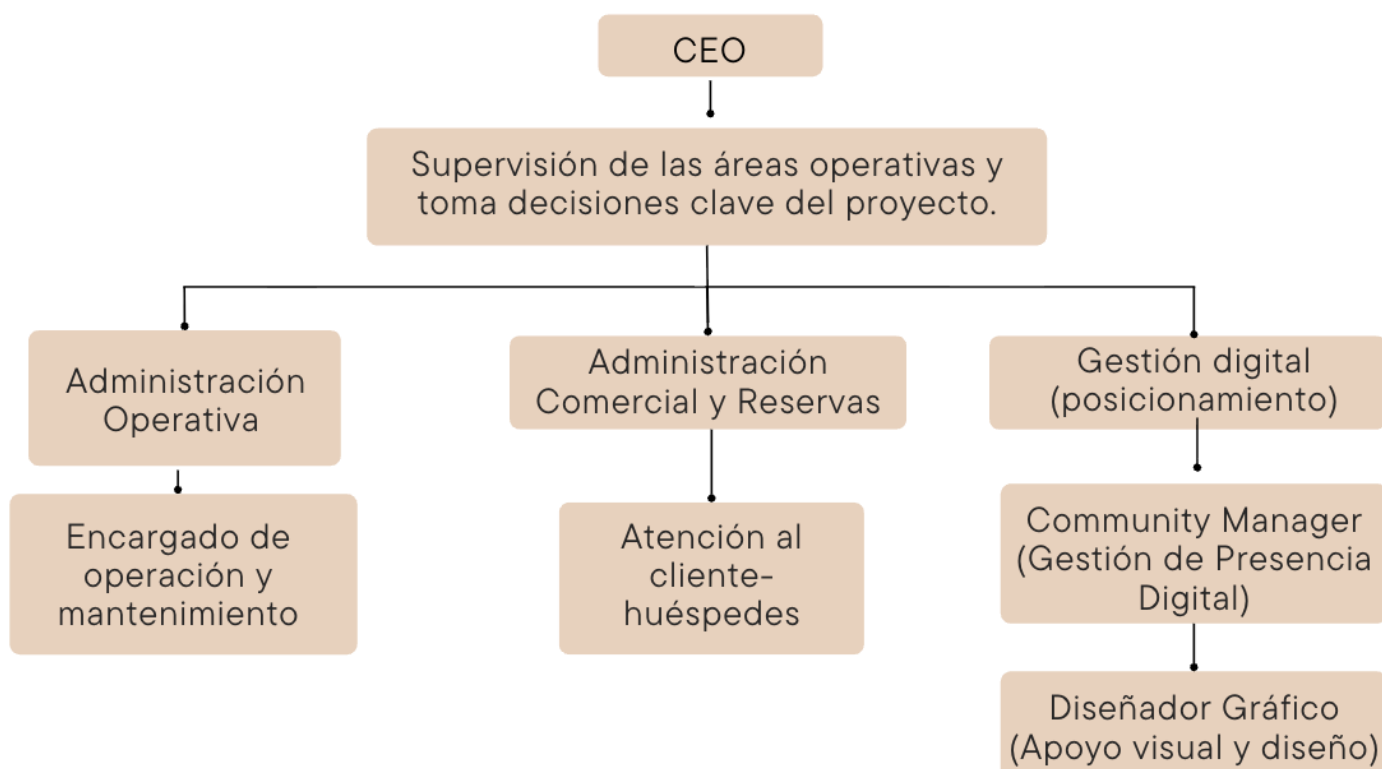 CEO
Supervisión de las áreas operativas y
toma decisiones clave del proyecto.
Administración
Operativa
Administración
Comercial y Reservas
Gestión digital
(posicionamiento)
Encargado de
operación y
mantenimiento
Atención al
cliente-
huéspedes
Community Manager
(Gestión de Presencia
Digital)
Diseñador Gráfico
(Apoyo visual y diseño)